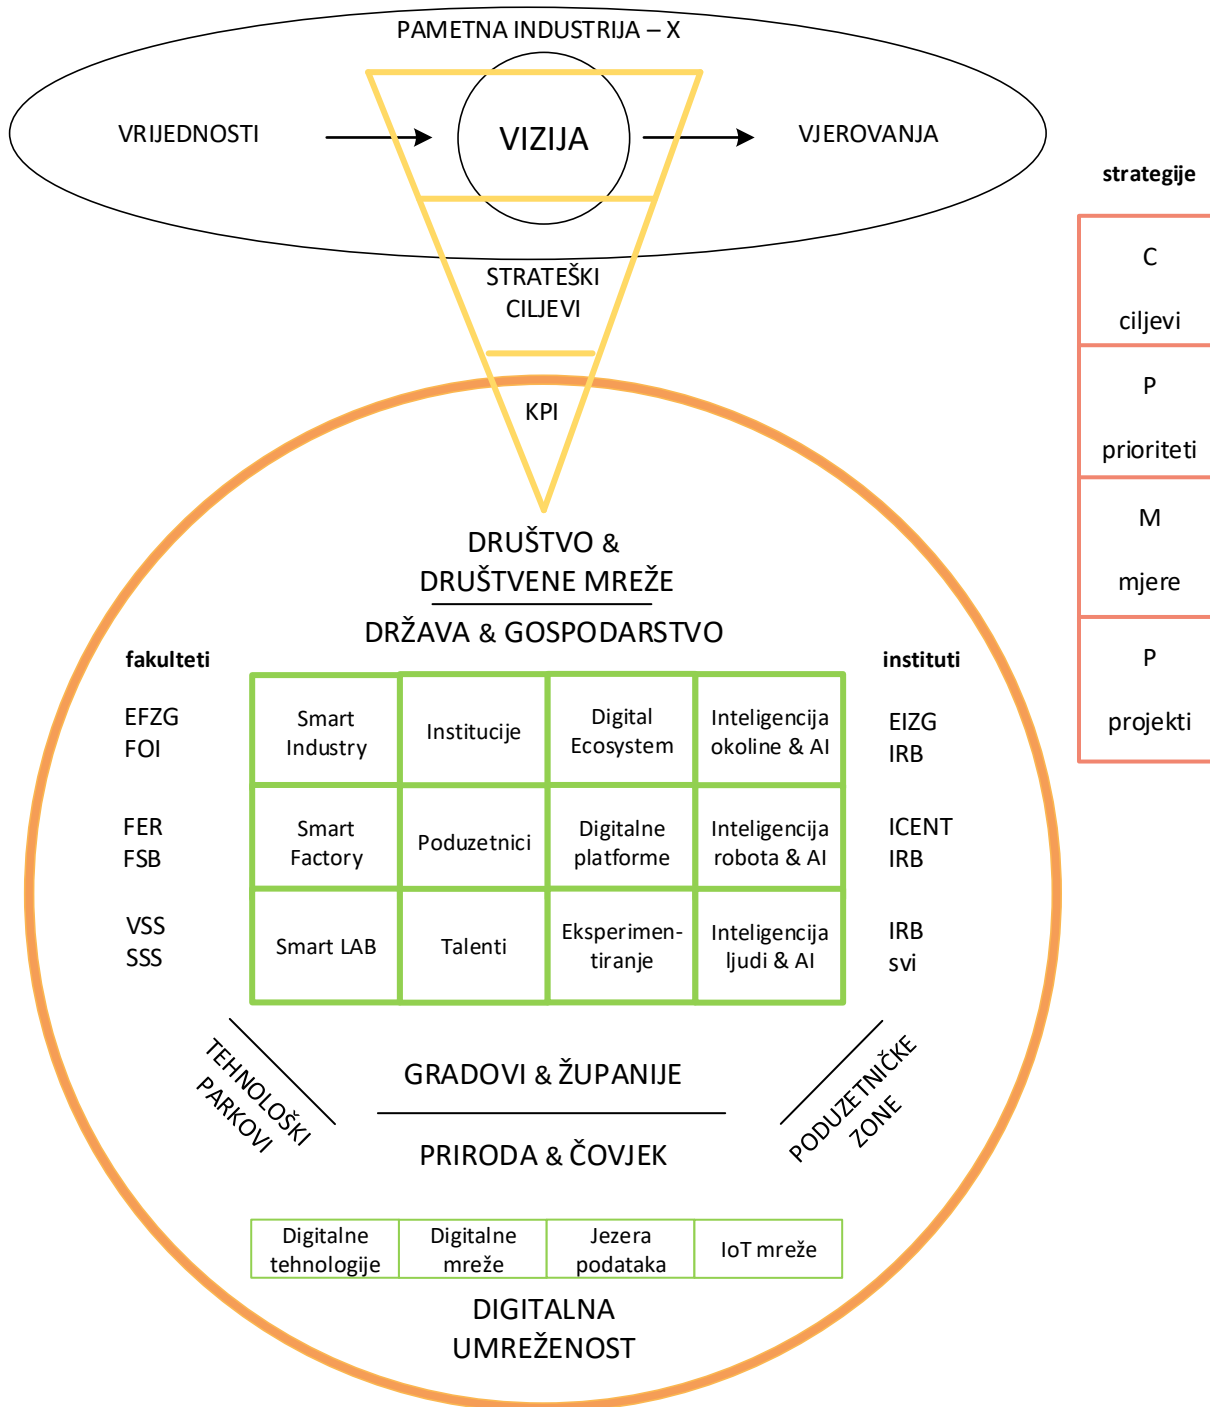 PAMETNA INDUSTRIJA – X
VRIJEDNOSTI
VIZIJA
VJEROVANJA
STRATEŠKI
CILJEVI
KPI
strategije
C
ciljevi
P
prioriteti
M
mjere
P
projekti
DRUŠTVO &
DRUŠTVENE MREŽE
DRŽAVA & GOSPODARSTVO
fakulteti
EFZG
FOI
FER
FSB
VSS
SSS
Smart
Industry
Institucije
Digital
Ecosystem
Inteligencija
okoline & AI
Smart
Factory
Poduzetnici
Digitalne
platforme
Inteligencija
robota & AI
Smart LAB
Talenti
Eksperimen-
tiranje
Inteligencija
ljudi & AI
instituti
EIZG
IRB
ICENT
IRB
IRB
svi
TEHNOLOŠKI
PARKOVI
GRADOVI & ŽUPANIJE
PRIRODA & ČOVJEK
PODUZETNIČKE
ZONE
Digitalne
tehnologije
Digitalne
mreže
Jezera
podataka
IoT mreže
DIGITALNA
UMREŽENOST